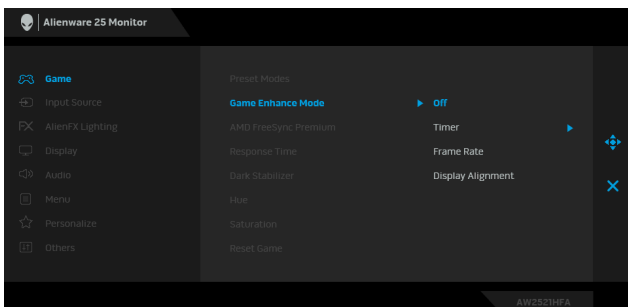 Alienware 25 Monitor
Game
Input Source
AlienFX Lighting
Display
Audio
Menu
Personalize
Others
Preset Modes
Game Enhance Mode
AMD FreeSync Premium
Response Time
Dark Stabilizer
Hue
Saturation
Reset Game
Off
Timer
Frame Rate
Display Alignment
AW2521HFA